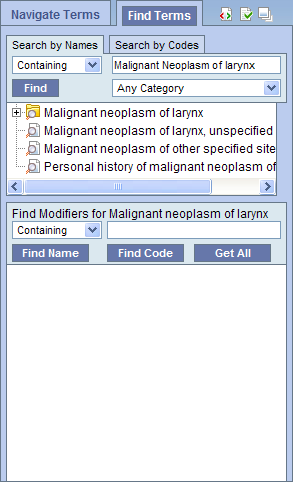 Navigate Terms Find Terms
Search by Names Search by Codes
Containing Malignant Neoplasm of larynx
Find Any Category
Malignant neoplasm of larynx
Malignant neoplasm of larynx, unspecified
Malignant neoplasm of other specified site
Personal history of malignant neoplasm of
Find Modifiers for Malignant neoplasm of larynx
Containing
Find Name Find Code Get All